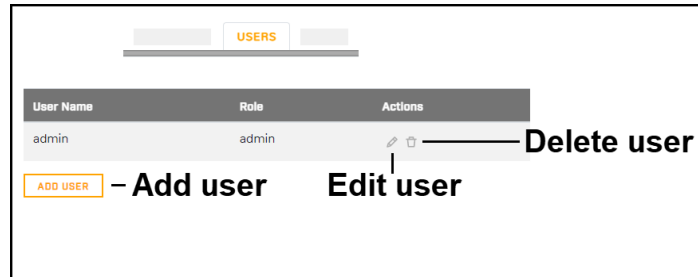 USERS
User Name Role Actions
admin admin
Delete user
ADD USER Add user Edit user